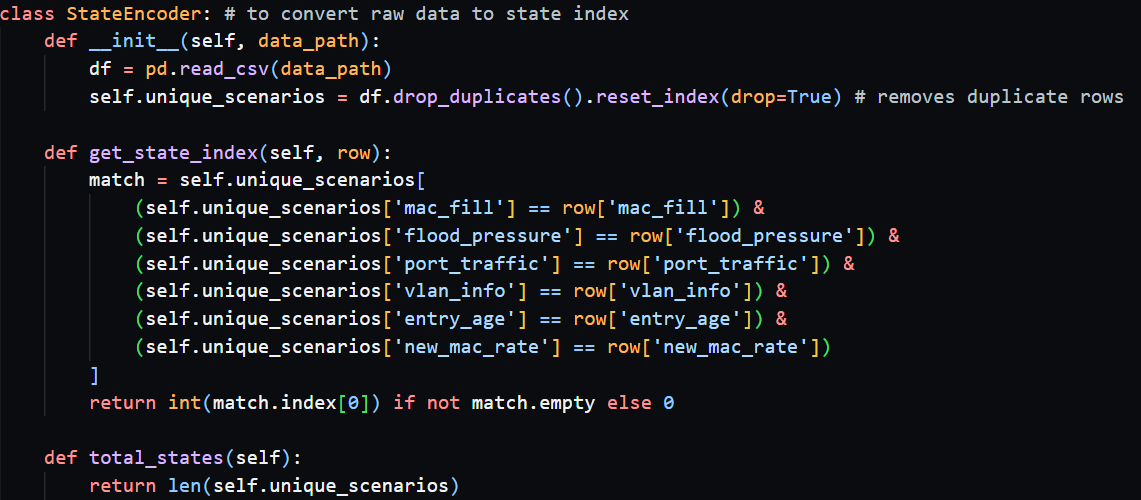 class StateEncoder: # to convert raw data to state index
    def __init__(self, data_path):
        df = pd.read_csv(data_path)
        self.unique_scenarios = df.drop_duplicates().reset_index(drop=True) # removes duplicate rows

    def get_state_index(self, row):
        match = self.unique_scenarios[
            (self.unique_scenarios['mac_fill'] == row['mac_fill']) &
            (self.unique_scenarios['flood_pressure'] == row['flood_pressure']) &
            (self.unique_scenarios['port_traffic'] == row['port_traffic']) &
            (self.unique_scenarios['vlan_info'] == row['vlan_info']) &
            (self.unique_scenarios['entry_age'] == row['entry_age']) &
            (self.unique_scenarios['new_mac_rate'] == row['new_mac_rate'])
        ]
        return int(match.index[0]) if not match.empty else 0

    def total_states(self):
        return len(self.unique_scenarios)